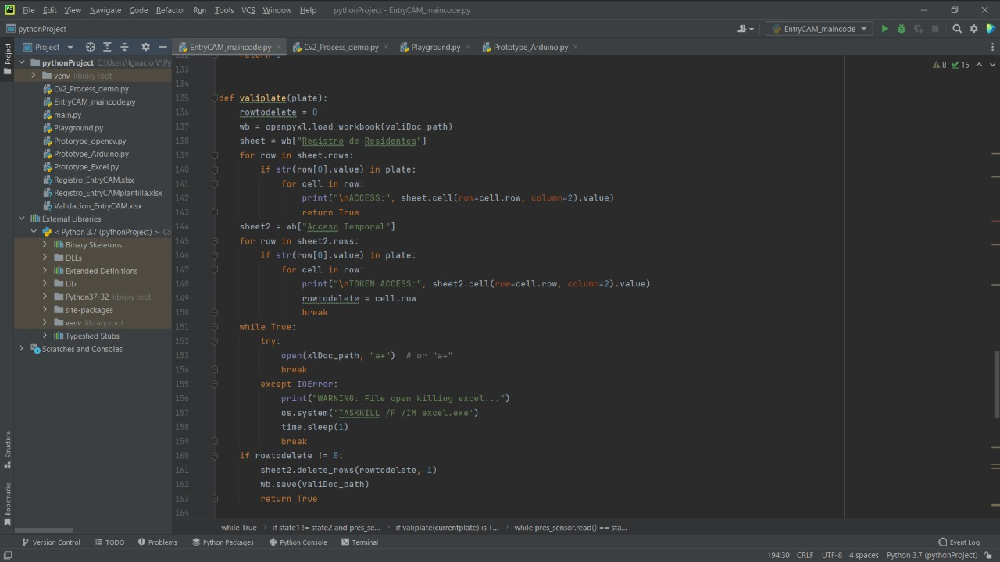 File Edit View Navigate Code Refactor Run Tools VCS Window Help pythonProject - EntryCAM_maincode.py
pythonProject
EntryCAM_maincode
Project
EntryCAM_maincode.py
Cv2_Process_demo.py
Playground.py
Prototype_Arduino.py
Project
pythonProject C:\Users\Ignacio V\Py
venv library root
Cv2_Process_demo.py
EntryCAM_maincode.py
main.py
Playground.py
Protorype_opencv.py
Prototype_Arduino.py
Prototype_Excel.py
Registro_EntryCAM.xlsx
Registro_EntryCAMplantilla.xlsx
Validacion_EntryCAM.xlsx
External Libraries
< Python 3.7 (pythonProject) > C:\
Binary Skeletons
DLLs
Extended Definitions
Lib
Python37-32 library root
site-packages
venv library root
Typeshed Stubs
Scratches and Consoles
Structure
Bookmarks
8 15
132 return 0
133
134
135 def valiplate(plate):
136 rowtodelete = 0
137 wb = openpyxl.load_workbook(valiDoc_path)
138 sheet = wb["Registro de Residentes"]
139 for row in sheet.rows:
140 if str(row[0].value) in plate:
141 for cell in row:
142 print("\nACCESS:", sheet.cell(row=cell.row, column=2).value)
143 return True
144 sheet2 = wb["Acceso Temporal"]
145 for row in sheet2.rows:
146 if str(row[0].value) in plate:
147 for cell in row:
148 print("\nTOKEN ACCESS:", sheet2.cell(row=cell.row, column=2).value)
149 rowtodelete = cell.row
150 break
151 while True:
152 try:
153 open(xlDoc_path, "a+") # or "a+"
154 break
155 except IOError:
156 print("WARNING: File open killing excel...")
157 os.system('TASKKILL /F /IM excel.exe')
158 time.sleep(1)
159 break
160 if rowtodelete != 0:
161 sheet2.delete_rows(rowtodelete, 1)
162 wb.save(valiDoc_path)
163 return True
164
while True › if state1 != state2 and pres_se... › if valiplate(currentplate) is T... › while pres_sensor.read() == sta...
Version Control TODO Problems Python Packages Python Console Terminal Event Log
194:30 CRLF UTF-8 4 spaces Python 3.7 (pythonProject)